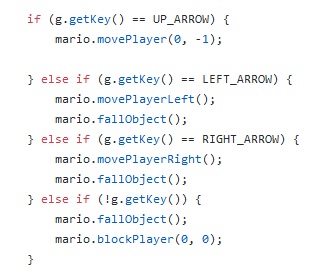 if (g.getKey() == UP_ARROW) {
    mario.movePlayer(0, -1);

} else if (g.getKey() == LEFT_ARROW) {
    mario.movePlayerLeft();
    mario.fallObject();
} else if (g.getKey() == RIGHT_ARROW) {
    mario.movePlayerRight();
    mario.fallObject();
} else if (!g.getKey()) {
    mario.fallObject();
    mario.blockPlayer(0, 0);
}